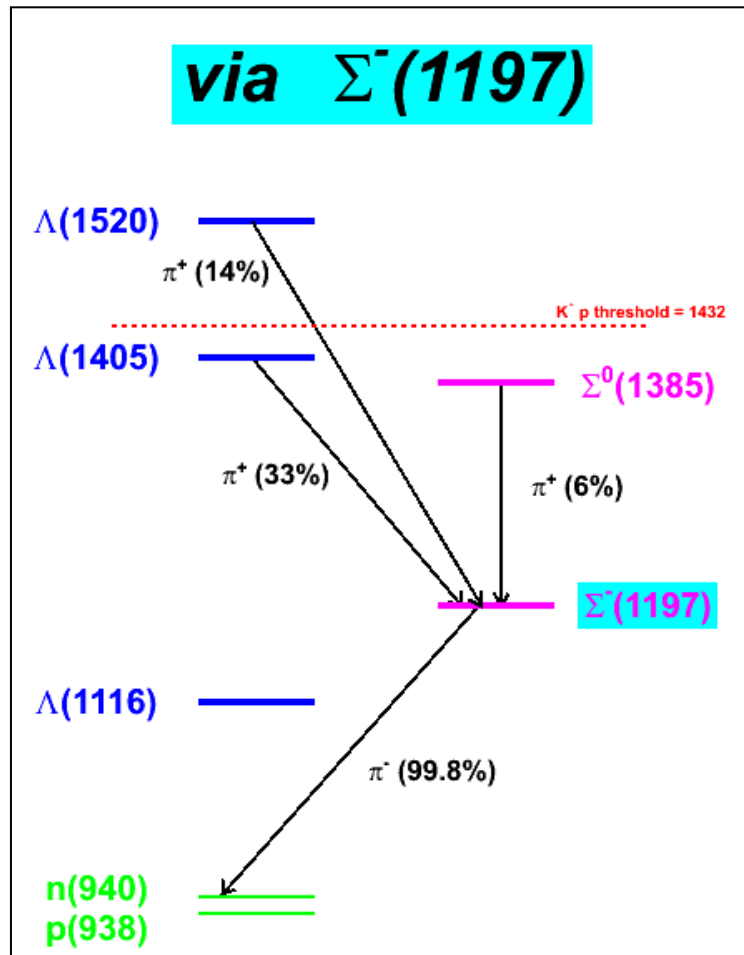 via Σ⁻(1197)
Λ(1520)
π⁺ (14%)
K⁻ p threshold = 1432
Λ(1405)
Σ⁰(1385)
π⁺ (33%)
π⁺ (6%)
Σ⁻(1197)
Λ(1116)
π⁻ (99.8%)
n(940)
p(938)